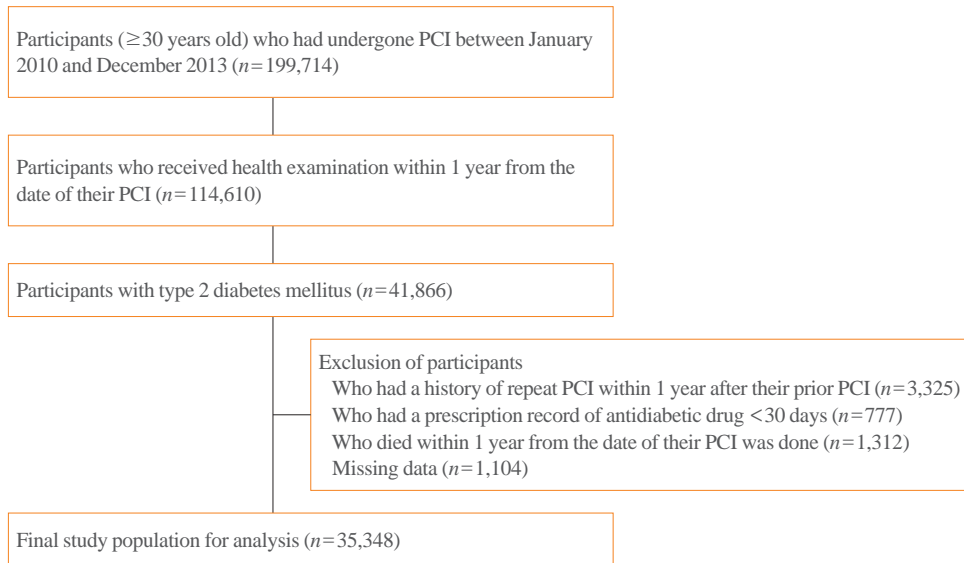 Participants (≥30 years old) who had undergone PCI between January
2010 and December 2013 (n=199,714)
Participants who received health examination within 1 year from the
date of their PCI (n=114,610)
Participants with type 2 diabetes mellitus (n=41,866)
Exclusion of participants
Who had a history of repeat PCI within 1 year after their prior PCI (n=3,325)
Who had a prescription record of antidiabetic drug <30 days (n=777)
Who died within 1 year from the date of their PCI was done (n=1,312)
Missing data (n=1,104)
Final study population for analysis (n=35,348)